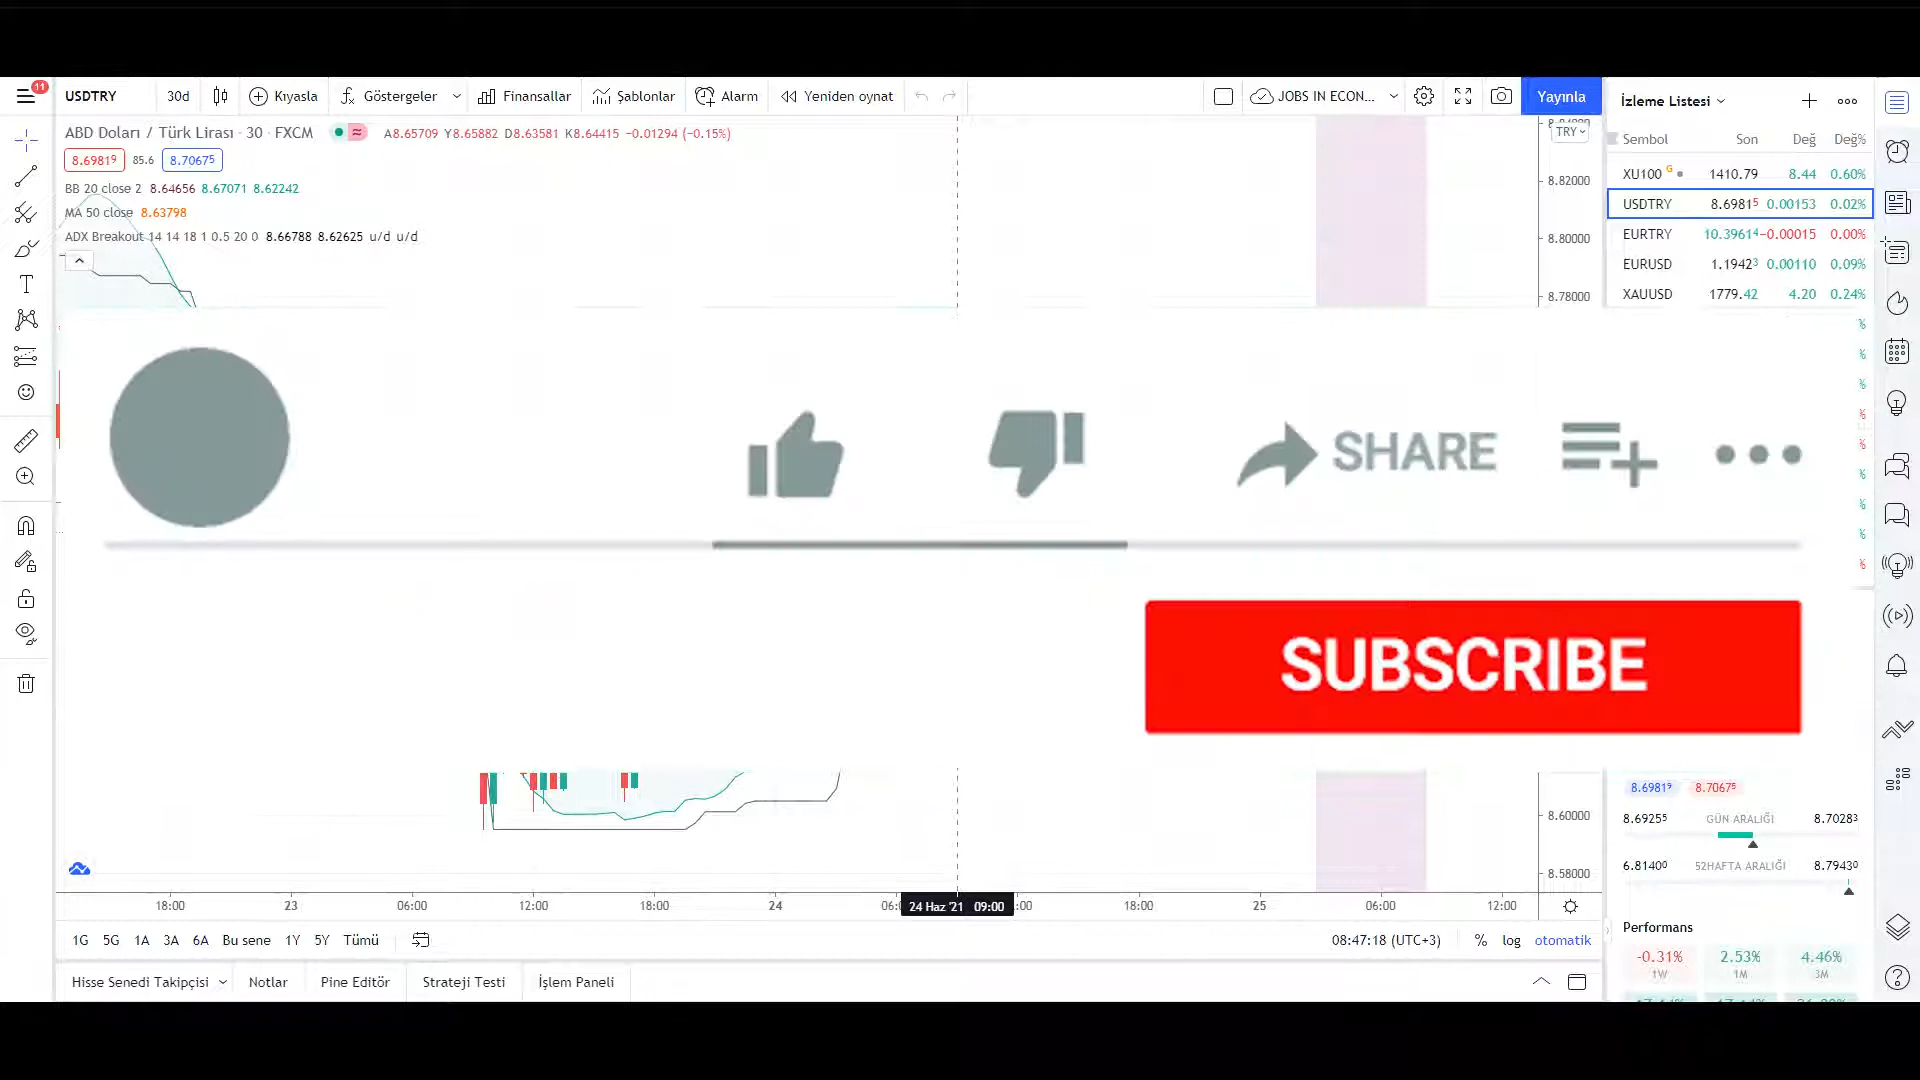 11
USDTRY 30d Kıyasla Göstergeler Finansallar Şablonlar Alarm Yeniden oynat JOBS IN ECON... Yayınla
ABD Doları / Türk Lirası · 30 · FXCM A8.65709 Y8.65882 D8.63581 K8.64415 −0.01294 (−0.15%)
8.69819 85.6 8.70675
BB 20 close 2 8.64656 8.67071 8.62242
MA 50 close 8.63798
ADX Breakout 14 14 18 1 0.5 20 0 8.66788 8.62625 u/d u/d
TRY
8.82000
8.80000
8.78000
İzleme Listesi
Sembol Son Değ Değ%
XU100 G 1410.79 8.44 0.60%
USDTRY 8.69815 0.00153 0.02%
EURTRY 10.39614 −0.00015 0.00%
EURUSD 1.19423 0.00110 0.09%
XAUUSD 1779.42 4.20 0.24%
%
%
%
%
%
%
%
%
%
SHARE
SUBSCRIBE
8.60000
8.58000
8.69819 8.70675
8.69255 GÜN ARALIĞI 8.70283
6.81400 52HAFTA ARALIĞI 8.79430
18:00 23 06:00 12:00 18:00 24 24 Haz '21 09:00 18:00 25 06:00 12:00
1G 5G 1A 3A 6A Bu sene 1Y 5Y Tümü 08:47:18 (UTC+3) % log otomatik
Performans
-0.31% 2.53% 4.46%
1W 1M 3M
Hisse Senedi Takipçisi Notlar Pine Editör Strateji Testi İşlem Paneli